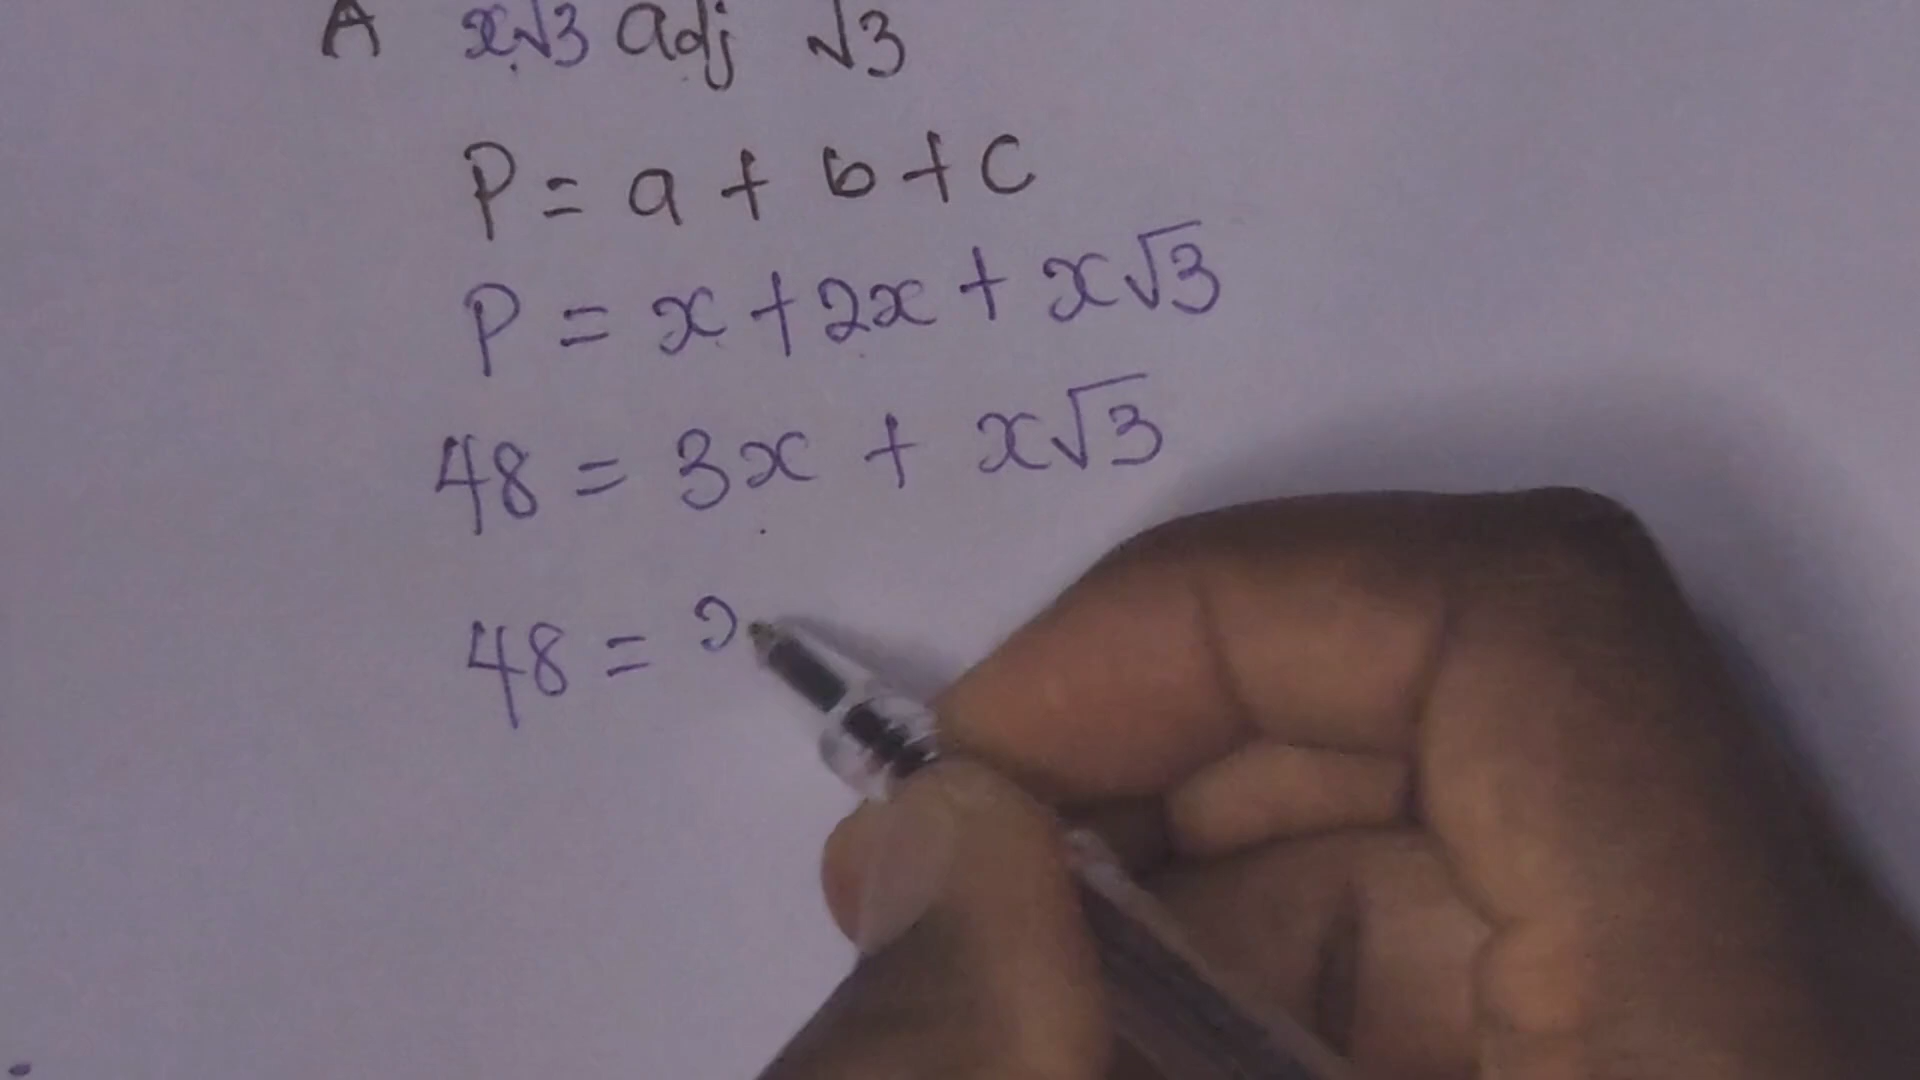 A x√3 adj √3
P = a + b + c
P = x + 2x + x√3
48 = 3x + x√3
48 =